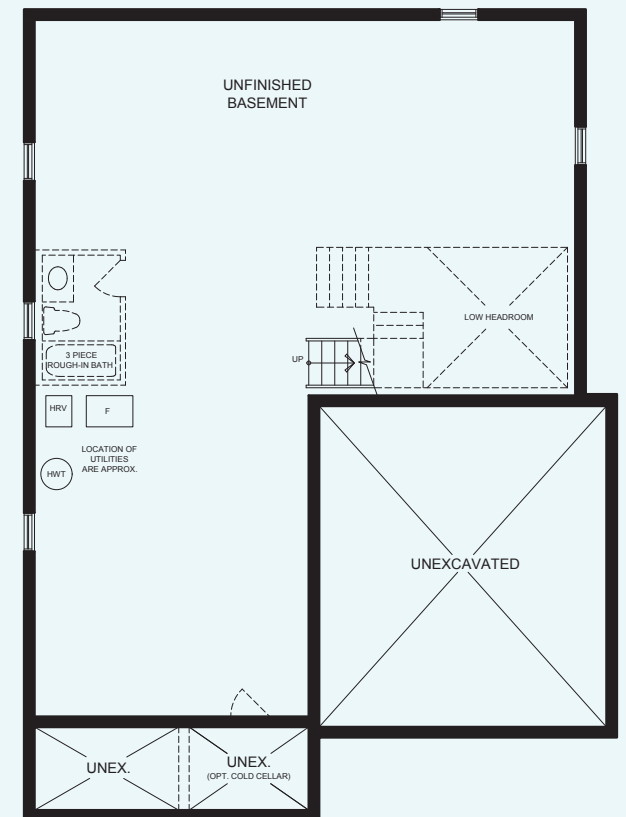 UNFINISHED
BASEMENT
LOW HEADROOM
3 PIECE
ROUGH-IN BATH
UP
HRV
F
LOCATION OF
UTILITIES
ARE APPROX.
HWT
UNEXCAVATED
UNEX.
UNEX.
(OPT. COLD CELLAR)